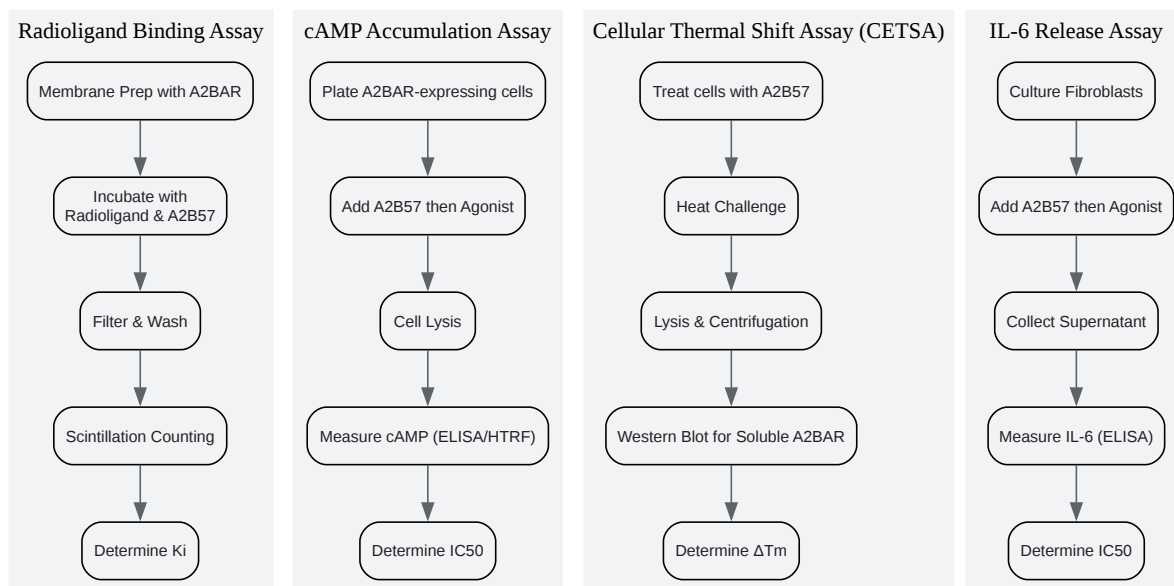 Radioligand Binding Assay
Membrane Prep with A2BAR
Incubate with
Radioligand & A2B57
Filter & Wash
Scintillation Counting
Determine Ki
cAMP Accumulation Assay
Plate A2BAR-expressing cells
Add A2B57 then Agonist
Cell Lysis
Measure cAMP (ELISA/HTRF)
Determine IC50
Cellular Thermal Shift Assay (CETSA)
Treat cells with A2B57
Heat Challenge
Lysis & Centrifugation
Western Blot for Soluble A2BAR
Determine ΔTm
IL-6 Release Assay
Culture Fibroblasts
Add A2B57 then Agonist
Collect Supernatant
Measure IL-6 (ELISA)
Determine IC50